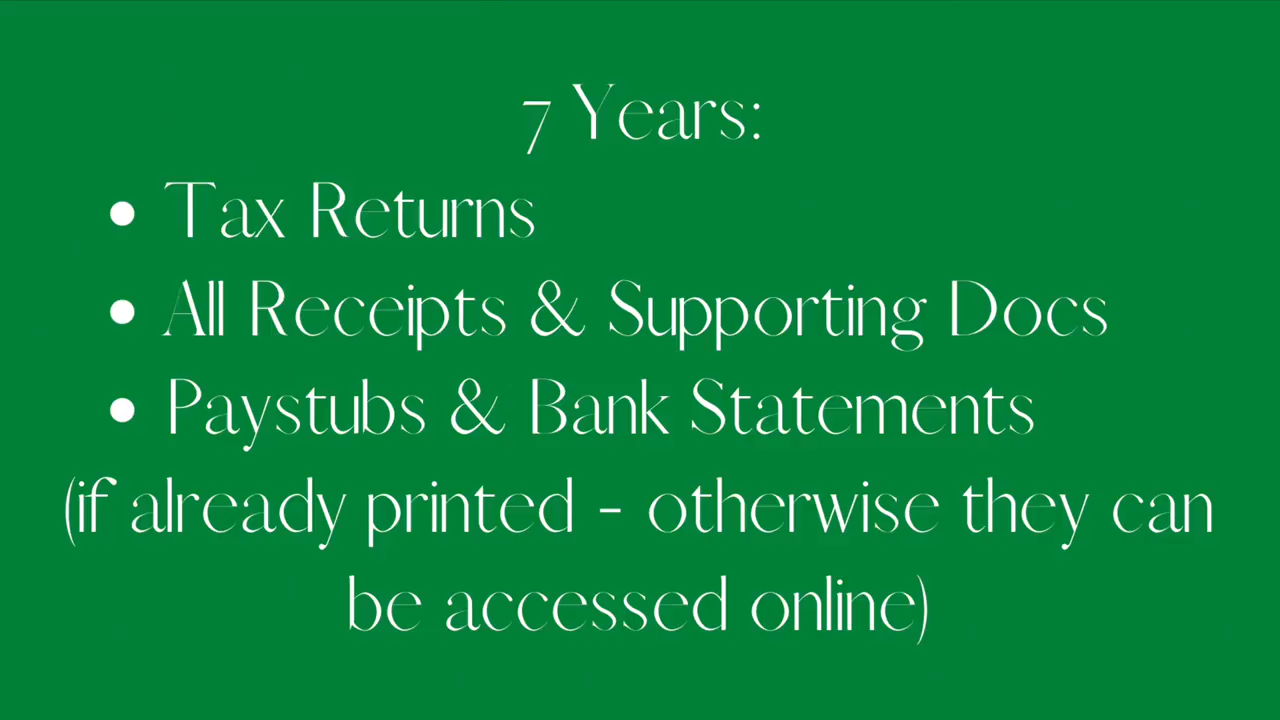 7 Years:
• Tax Returns
• All Receipts & Supporting Docs
• Paystubs & Bank Statements
(if already printed - otherwise they can
be accessed online)